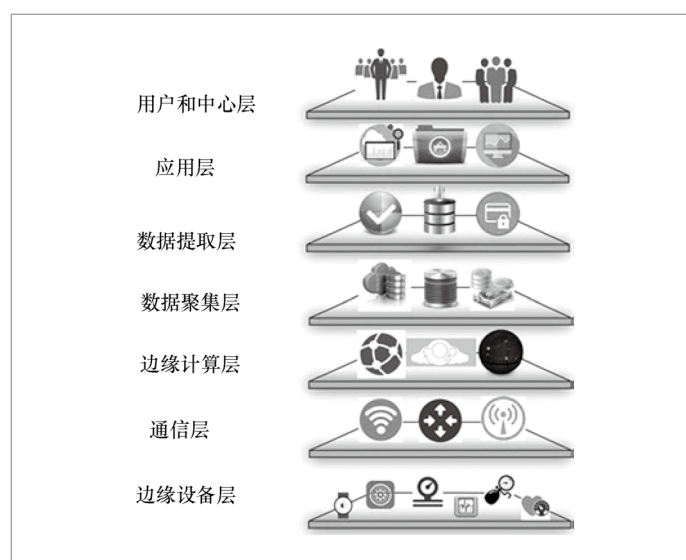 用户和中心层
应用层
数据提取层
数据聚集层
边缘计算层
通信层
边缘设备层